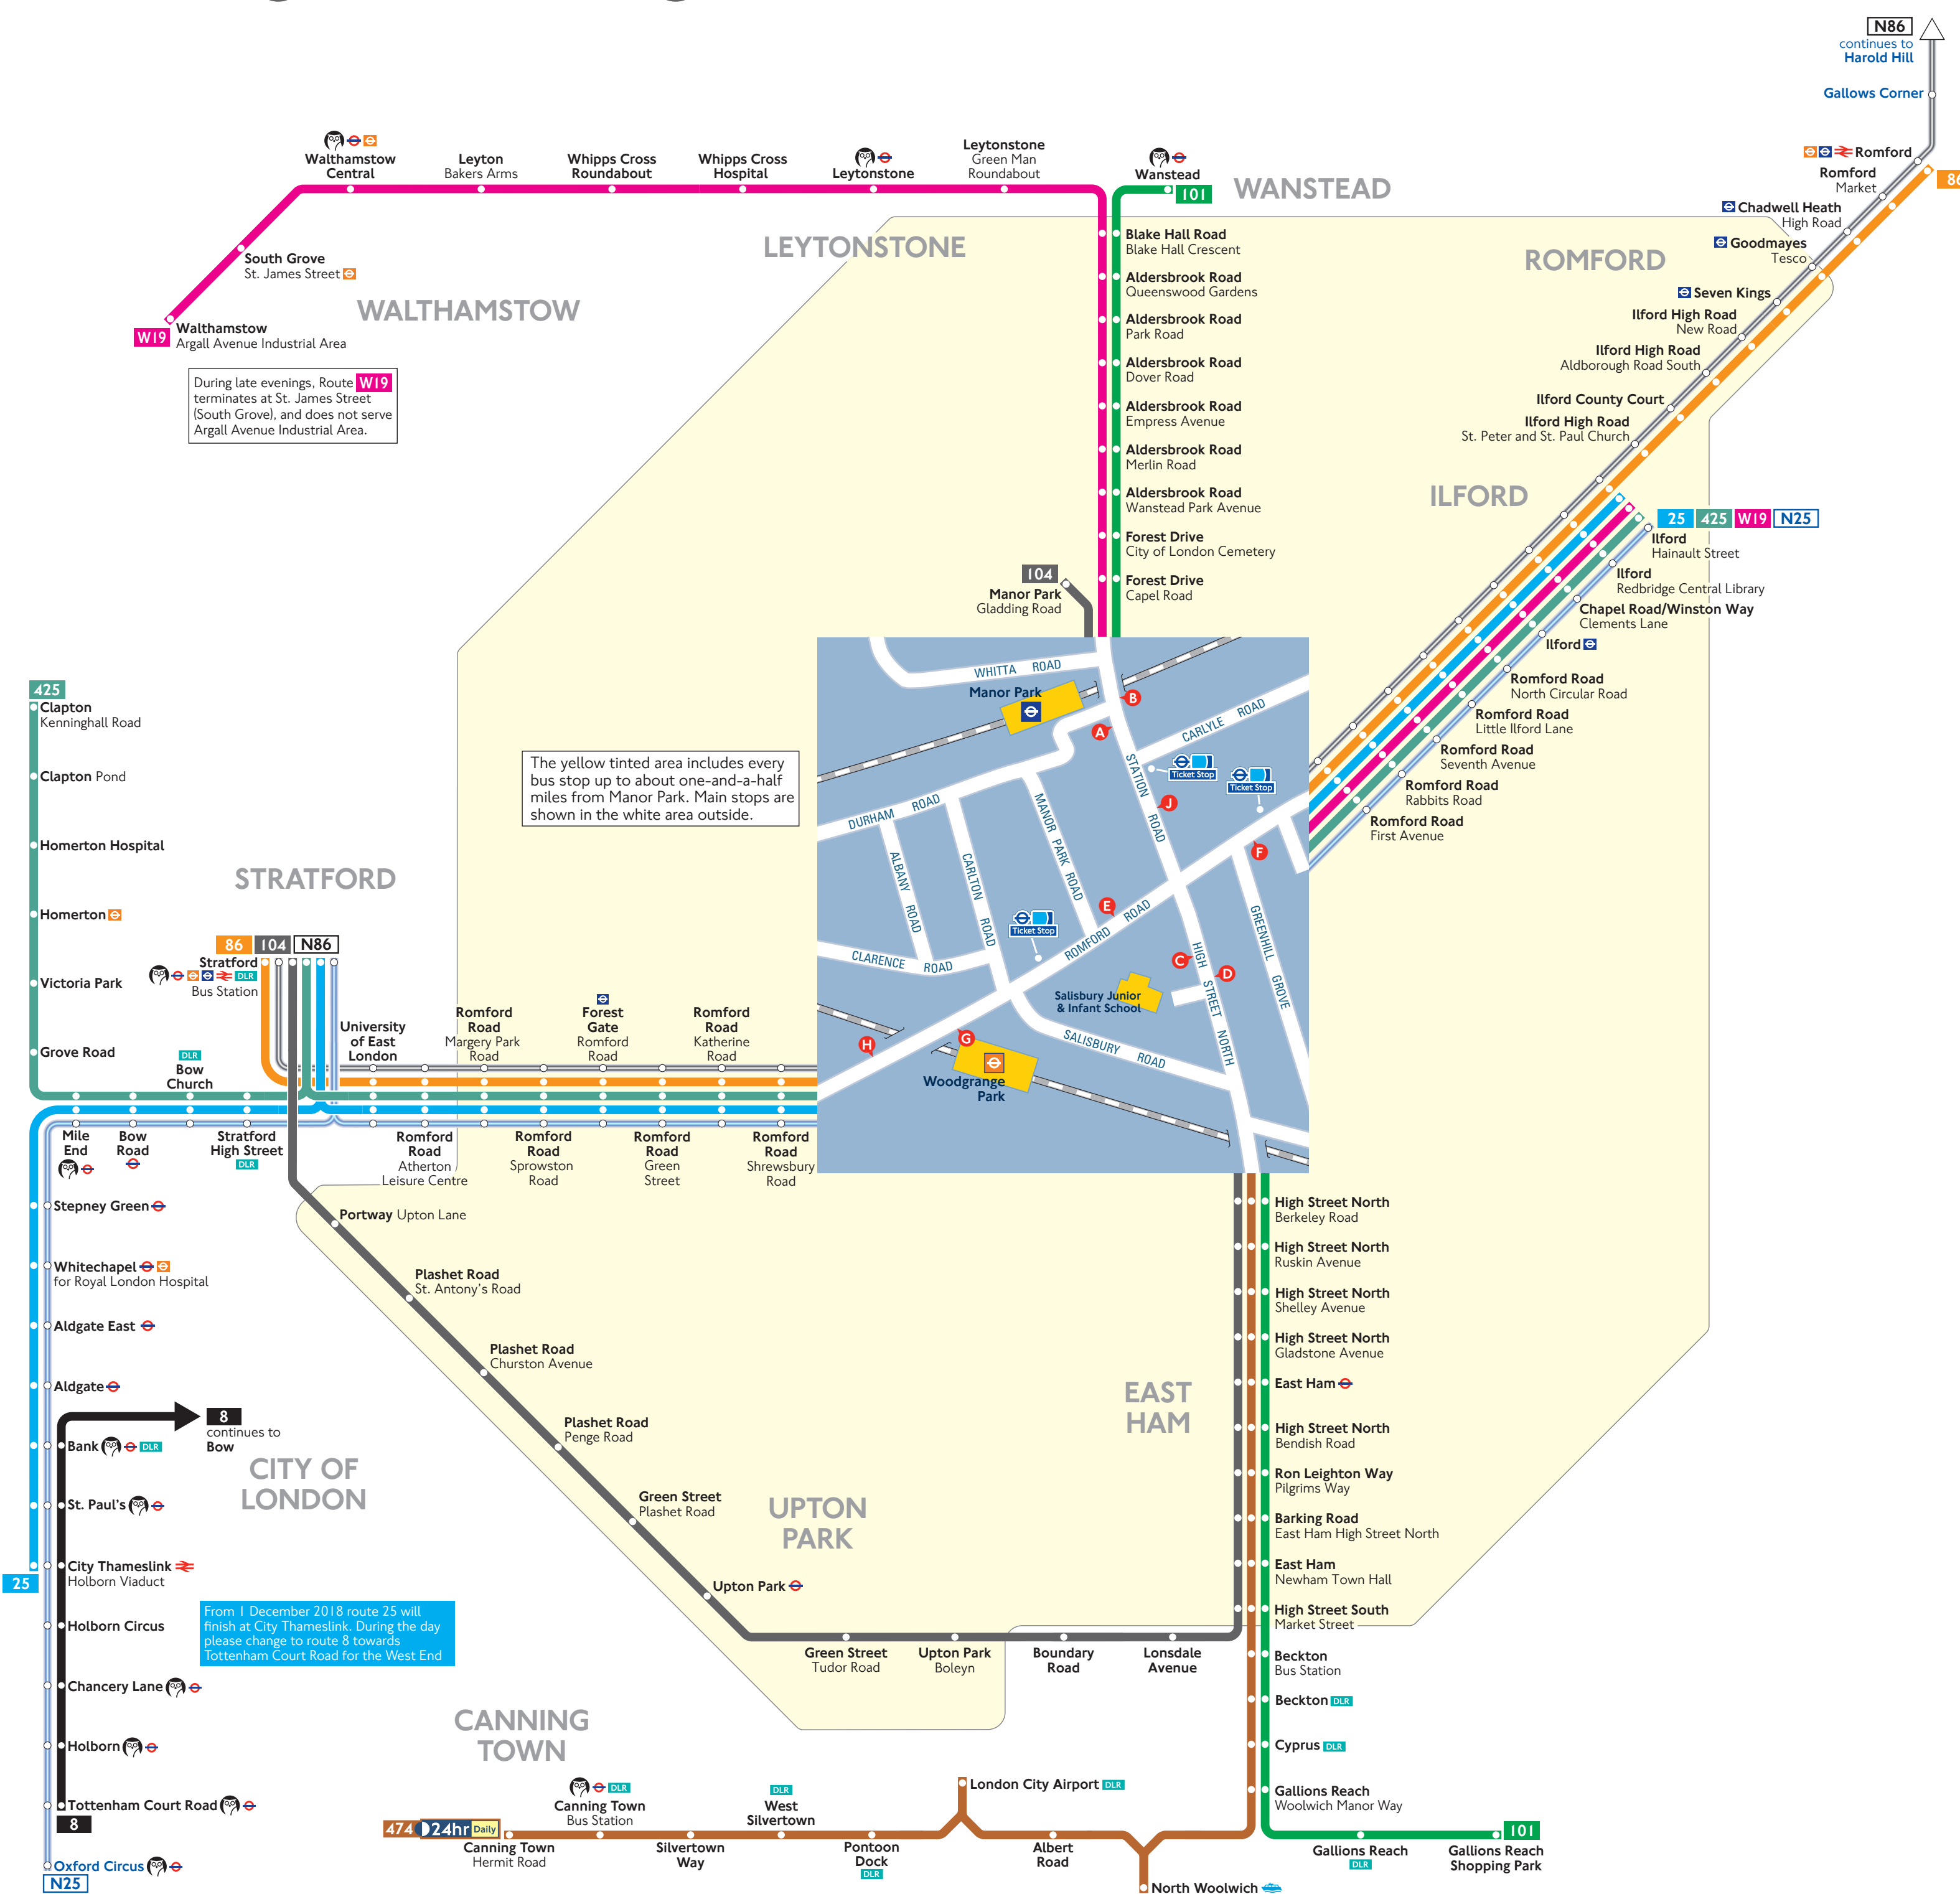 N86
continues to
Harold Hill
Gallows Corner
Romford
86
Romford
Market
Chadwell Heath
High Road
Goodmayes
Tesco
Seven Kings
Ilford High Road
New Road
Ilford High Road
Aldborough Road South
Ilford County Court
Ilford High Road
St. Peter and St. Paul Church
Walthamstow
Central
Leyton
Bakers Arms
Whipps Cross
Roundabout
Whipps Cross
Hospital
Leytonstone
Leytonstone
Green Man
Roundabout
Wanstead
101
WANSTEAD
LEYTONSTONE
ROMFORD
WALTHAMSTOW
ILFORD
South Grove
St. James Street
W19
Walthamstow
Argall Avenue Industrial Area
During late evenings, Route W19
terminates at St. James Street
(South Grove), and does not serve
Argall Avenue Industrial Area.
Blake Hall Road
Blake Hall Crescent
Aldersbrook Road
Queenswood Gardens
Aldersbrook Road
Park Road
Aldersbrook Road
Dover Road
Aldersbrook Road
Empress Avenue
Aldersbrook Road
Merlin Road
Aldersbrook Road
Wanstead Park Avenue
Forest Drive
City of London Cemetery
Forest Drive
Capel Road
104
Manor Park
Gladding Road
25 425 W19 N25
Ilford
Hainault Street
Ilford
Redbridge Central Library
Chapel Road/Winston Way
Clements Lane
Ilford
Romford Road
North Circular Road
Romford Road
Little Ilford Lane
Romford Road
Seventh Avenue
Romford Road
Rabbits Road
Romford Road
First Avenue
The yellow tinted area includes every
bus stop up to about one-and-a-half
miles from Manor Park. Main stops are
shown in the white area outside.
WHITTA ROAD
Manor Park
B
A
CARLYLE ROAD
Ticket Stop
Ticket Stop
STATION ROAD
J
DURHAM ROAD
MANOR PARK ROAD
ALBANY ROAD
CARLTON ROAD
F
E
Ticket Stop
ROMFORD ROAD
GREENHILL GROVE
CLARENCE ROAD
C
D
HIGH STREET NORTH
Salisbury Junior
& Infant School
H
G
SALISBURY ROAD
Woodgrange
Park
425
Clapton
Kenninghall Road
Clapton Pond
Homerton Hospital
Homerton
Victoria Park
Grove Road
STRATFORD
86 104 N86
Stratford
DLR
Bus Station
DLR
Bow
Church
University
of East
London
Romford
Road
Margery Park
Road
Forest
Gate
Romford
Road
Romford
Road
Katherine
Road
Mile
End
Bow
Road
Stratford
High Street
DLR
Romford
Road
Atherton
Leisure Centre
Romford
Road
Sprowston
Road
Romford
Road
Green
Street
Romford
Road
Shrewsbury
Road
Stepney Green
Whitechapel
for Royal London Hospital
Aldgate East
Aldgate
8
continues to
Bow
Bank DLR
CITY OF
LONDON
St. Paul's
City Thameslink
Holborn Viaduct
25
From 1 December 2018 route 25 will
finish at City Thameslink. During the day
please change to route 8 towards
Tottenham Court Road for the West End
Holborn Circus
Chancery Lane
Holborn
Tottenham Court Road
8
Oxford Circus
N25
Portway Upton Lane
Plashet Road
St. Antony's Road
Plashet Road
Churston Avenue
Plashet Road
Penge Road
Green Street
Plashet Road
UPTON
PARK
Upton Park
Green Street
Tudor Road
Upton Park
Boleyn
Boundary
Road
Lonsdale
Avenue
EAST
HAM
High Street North
Berkeley Road
High Street North
Ruskin Avenue
High Street North
Shelley Avenue
High Street North
Gladstone Avenue
East Ham
High Street North
Bendish Road
Ron Leighton Way
Pilgrims Way
Barking Road
East Ham High Street North
East Ham
Newham Town Hall
High Street South
Market Street
Beckton
Bus Station
Beckton DLR
Cyprus DLR
Gallions Reach
Woolwich Manor Way
CANNING
TOWN
474 24hr Daily
Canning Town
Hermit Road
DLR
Canning Town
Bus Station
Silvertown
Way
DLR
West
Silvertown
Pontoon
Dock
DLR
London City Airport DLR
Albert
Road
North Woolwich
Gallions Reach
DLR
101
Gallions Reach
Shopping Park